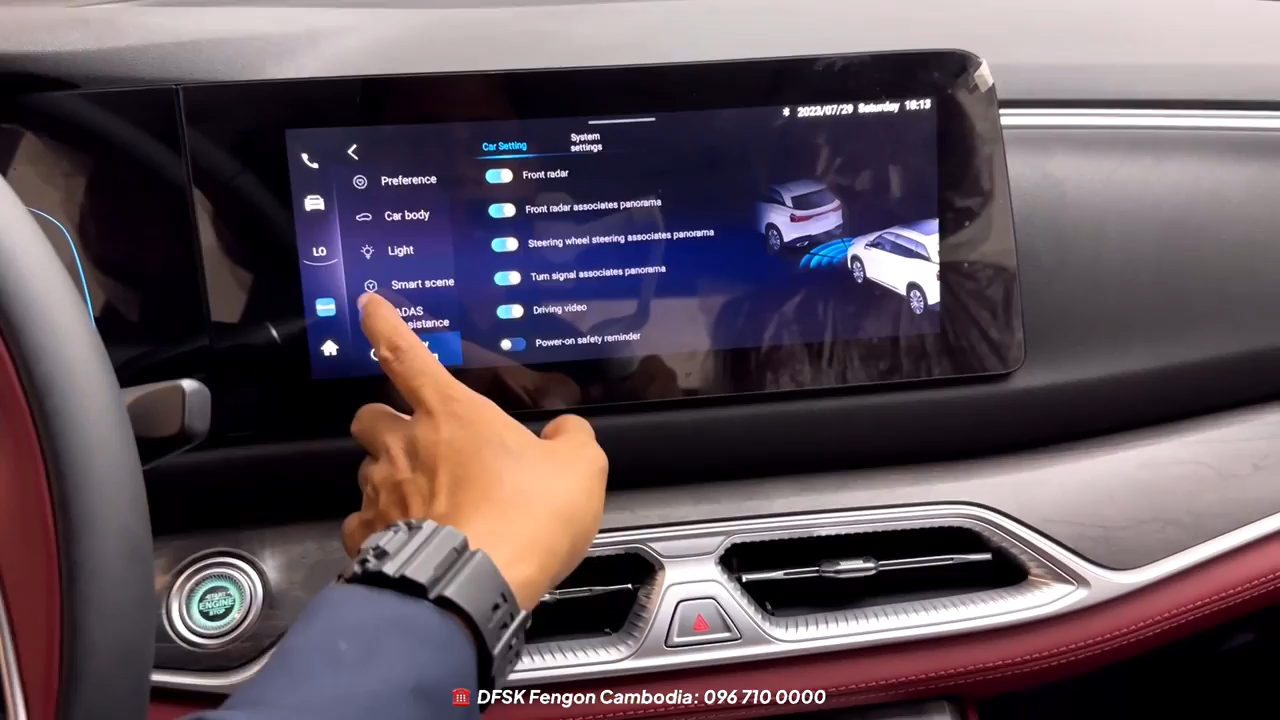 2023/07/29 Saturday 18:13
Car Setting
System
settings
Preference
Car body
Light
LO
Smart scene
ADAS
Front radar
Front radar associates panorama
Steering wheel steering associates panorama
Turn signal associates panorama
Driving video
Power-on safety reminder
START
ENGINE
STOP
DFSK Fengon Cambodia: 096 710 0000